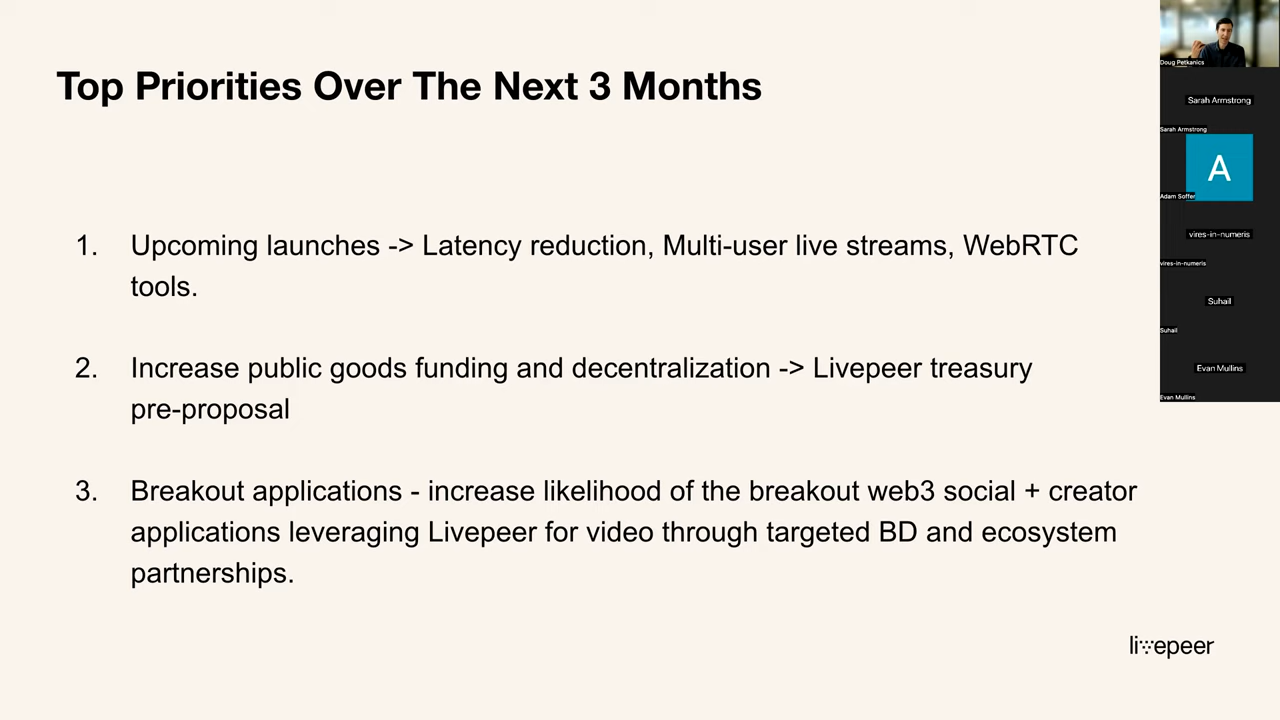 Top Priorities Over The Next 3 Months
1. Upcoming launches -> Latency reduction, Multi-user live streams, WebRTC
tools.
2. Increase public goods funding and decentralization -> Livepeer treasury
pre-proposal
3. Breakout applications - increase likelihood of the breakout web3 social + creator
applications leveraging Livepeer for video through targeted BD and ecosystem
partnerships.
livepeer
Doug Petkanics
Sarah Armstrong
Sarah Armstrong
A
Adam Soffer
vires-in-numeris
vires-in-numeris
Suhail
Suhail
Evan Mullins
Evan Mullins